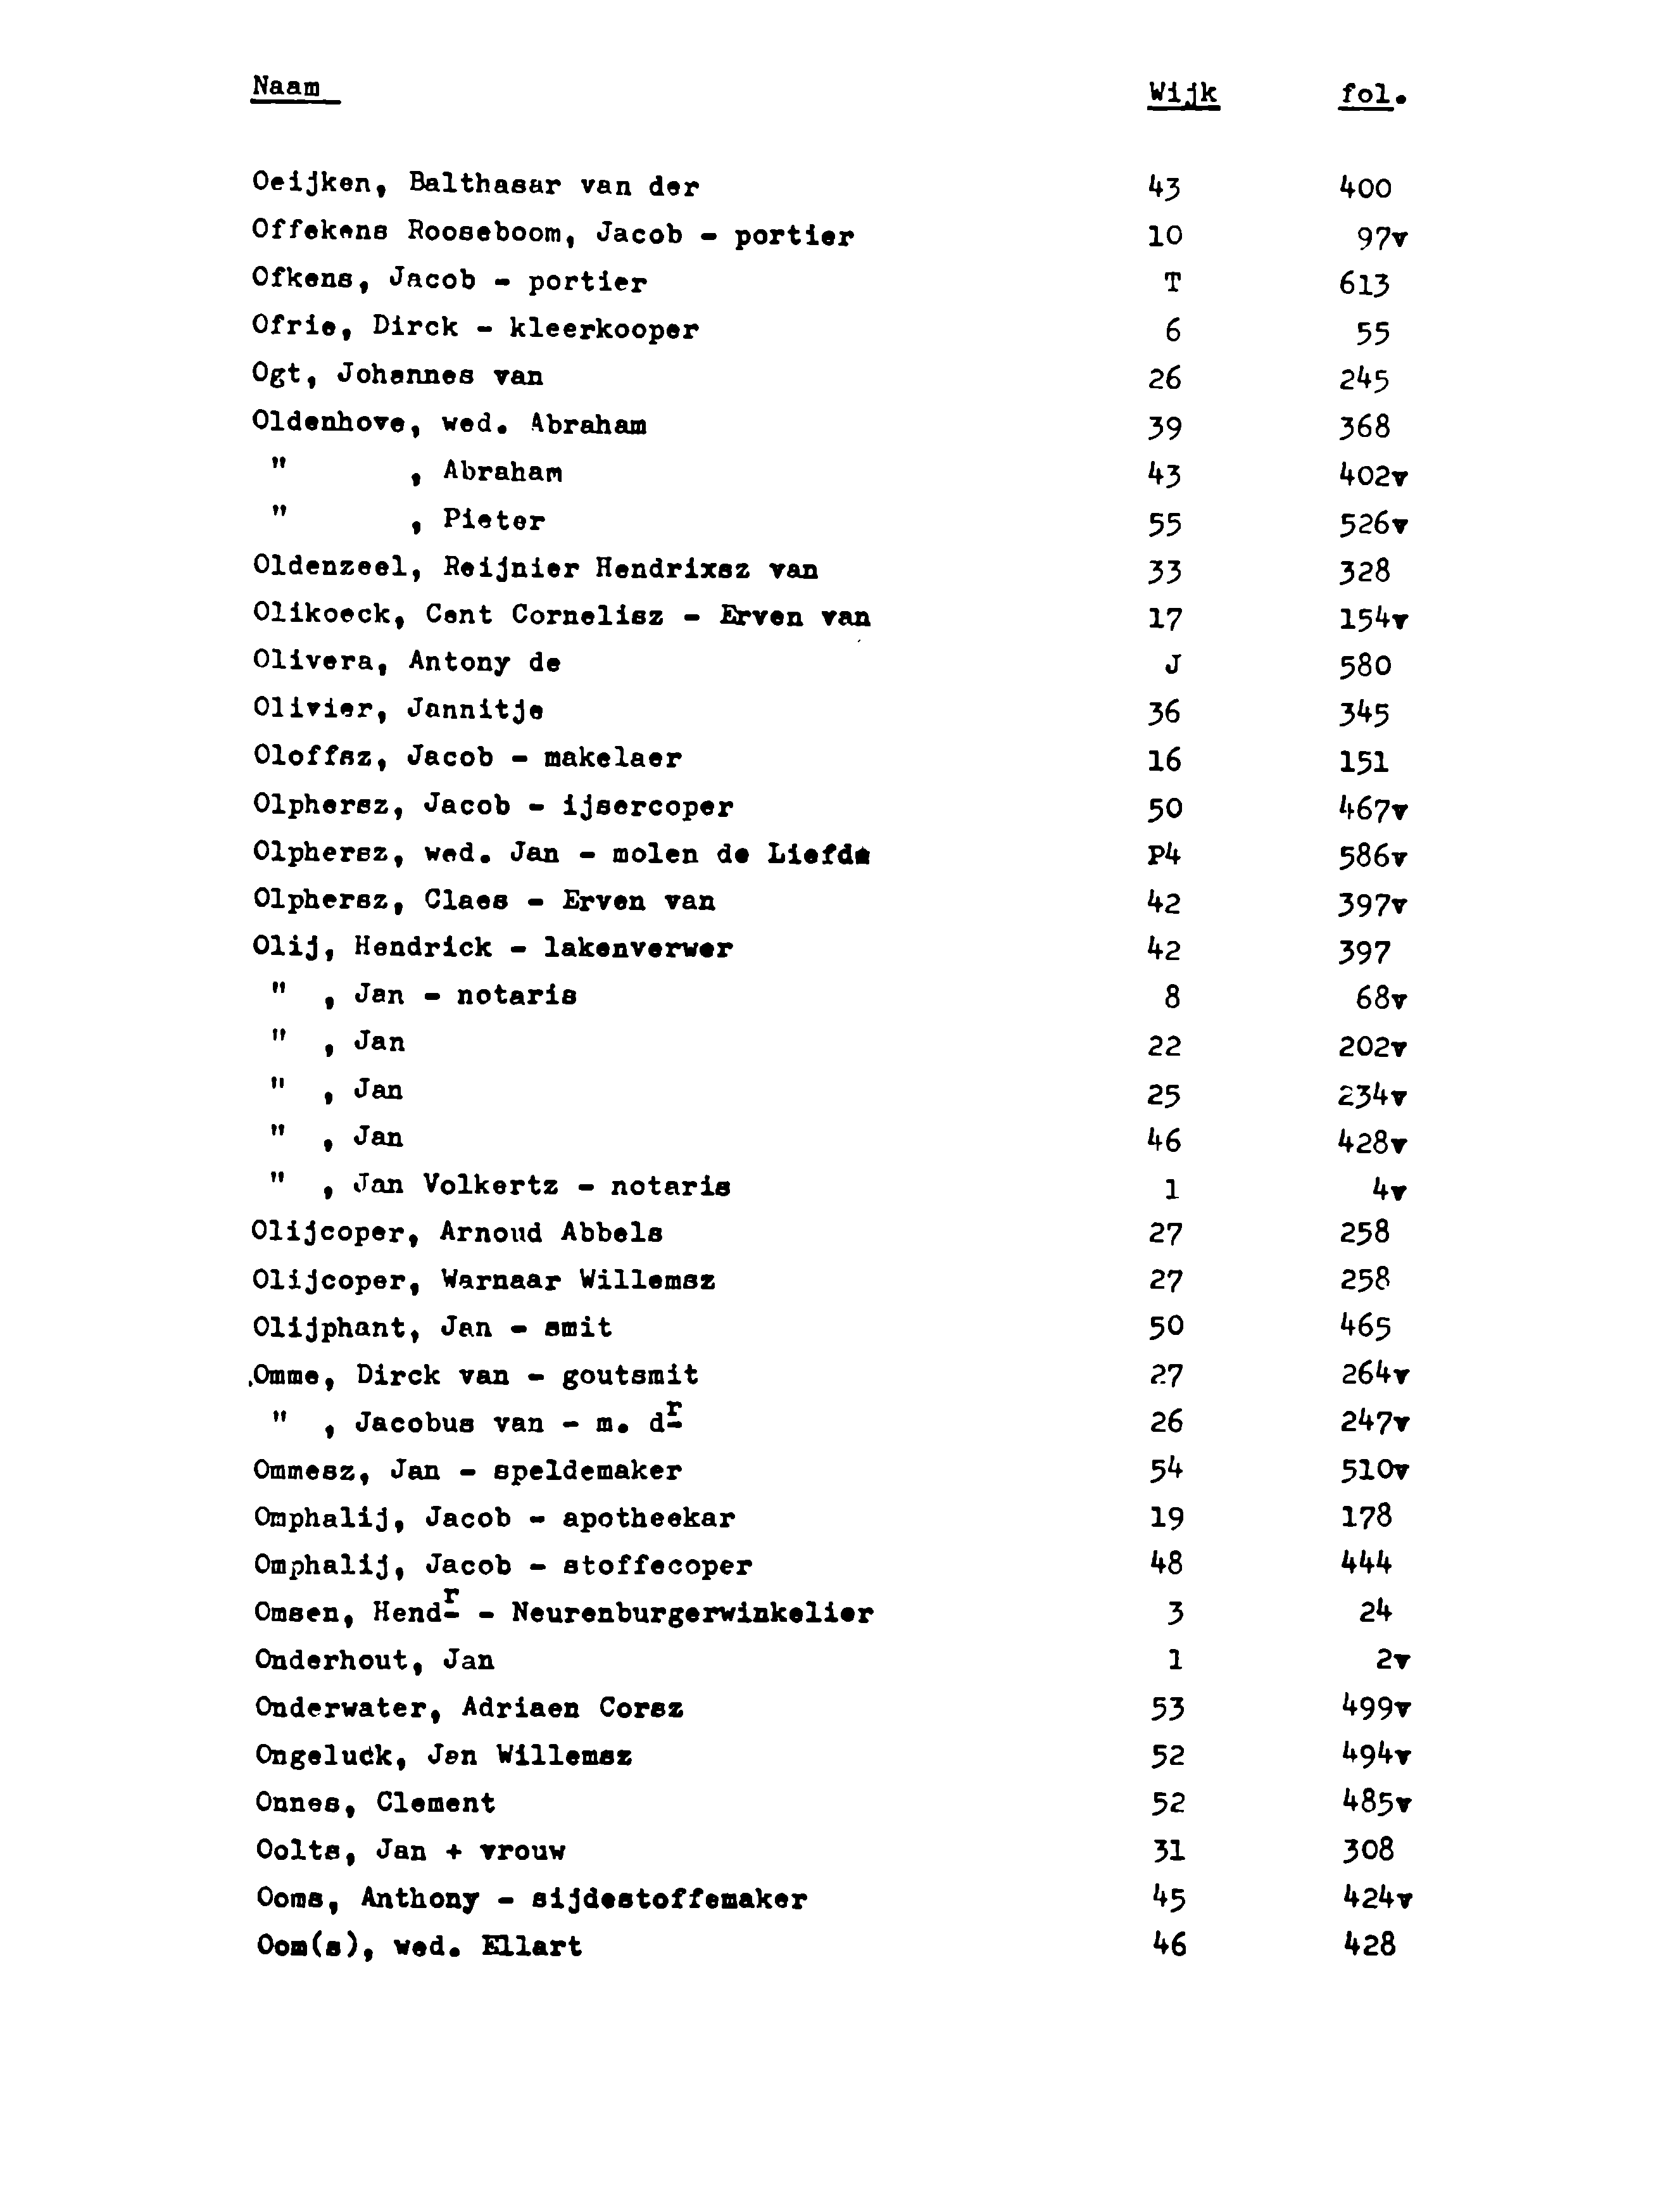 Naam Wijk fol.
Oeijken, Balthasar van der 43 400
Offekens Rooseboom, Jacob - portier 10 97v
Ofkens, Jacob - portier T 613
Ofrie, Dirck - kleerkooper 6 55
Ogt, Johannes van 26 245
Oldenhove, wed. Abraham 39 368
" , Abraham 43 402v
" , Pieter 55 526v
Oldenzeel, Reijnier Hendrixsz van 33 328
Olikoeck, Cent Cornelisz - Erven van 17 154v
Olivera, Antony de J 580
Olivier, Jannitje 36 345
Oloffsz, Jacob - makelaer 16 151
Olphersz, Jacob - ijsercoper 50 467v
Olphersz, wed. Jan - molen de Liefde P4 586v
Olphersz, Claes - Erven van 42 397v
Olij, Hendrick - lakenverwer 42 397
" , Jan - notaris 8 68v
" , Jan 22 202v
" , Jan 25 234v
" , Jan 46 428v
" , Jan Volkertz - notaris 1 4v
Olijcoper, Arnoud Abbels 27 258
Olijcoper, Warnaar Willemsz 27 258
Olijphant, Jan - smit 50 465
Omme, Dirck van - goutsmit 27 264v
" , Jacobus van - m. dr 26 247v
Ommesz, Jan - speldemaker 54 510v
Omphalij, Jacob - apotheekar 19 178
Omphalij, Jacob - stoffecoper 48 444
Omsen, Hendr - Neurenburgerwinkelier 3 24
Onderhout, Jan 1 2v
Onderwater, Adriaen Corsz 53 499v
Ongeluck, Jan Willemsz 52 494v
Onnes, Clement 52 485v
Oolts, Jan + vrouw 31 308
Ooms, Anthony - sijdestoffemaker 45 424v
Oom(s), wed. Ellart 46 428